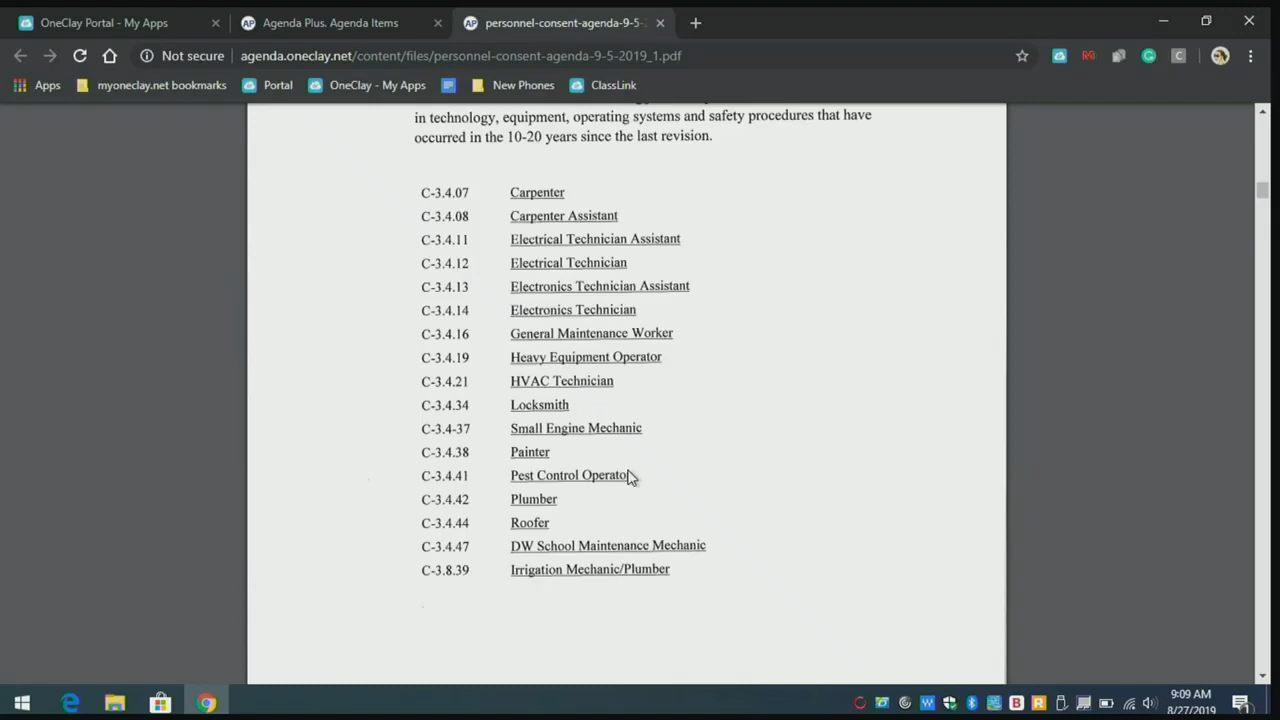 OneClay Portal - My Apps
Agenda Plus. Agenda Items
personnel-consent-agenda-9-5-2
Not secure
agenda.oneclay.net/content/files/personnel-consent-agenda-9-5-2019_1.pdf
Apps
myoneclay.net bookmarks
Portal
OneClay - My Apps
New Phones
ClassLink
in technology, equipment, operating systems and safety procedures that have
occurred in the 10-20 years since the last revision.
C-3.4.07 Carpenter
C-3.4.08 Carpenter Assistant
C-3.4.11 Electrical Technician Assistant
C-3.4.12 Electrical Technician
C-3.4.13 Electronics Technician Assistant
C-3.4.14 Electronics Technician
C-3.4.16 General Maintenance Worker
C-3.4.19 Heavy Equipment Operator
C-3.4.21 HVAC Technician
C-3.4.34 Locksmith
C-3.4-37 Small Engine Mechanic
C-3.4.38 Painter
C-3.4.41 Pest Control Operator
C-3.4.42 Plumber
C-3.4.44 Roofer
C-3.4.47 DW School Maintenance Mechanic
C-3.8.39 Irrigation Mechanic/Plumber
9:09 AM
8/27/2019